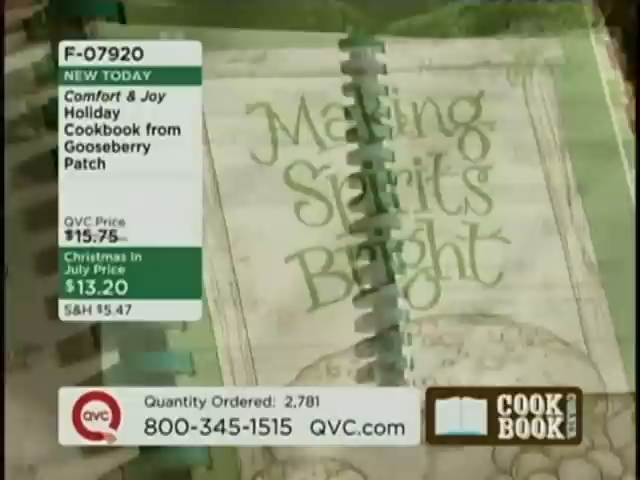 F-07920
NEW TODAY
Comfort & Joy
Holiday
Cookbook from
Gooseberry
Patch
QVC Price
$15.75
Christmas In
July Price
$13.20
S&H $5.47
Making
Spirits
Bright
QVC
Quantity Ordered: 2,781
800-345-1515 QVC.com
COOK
BOOK